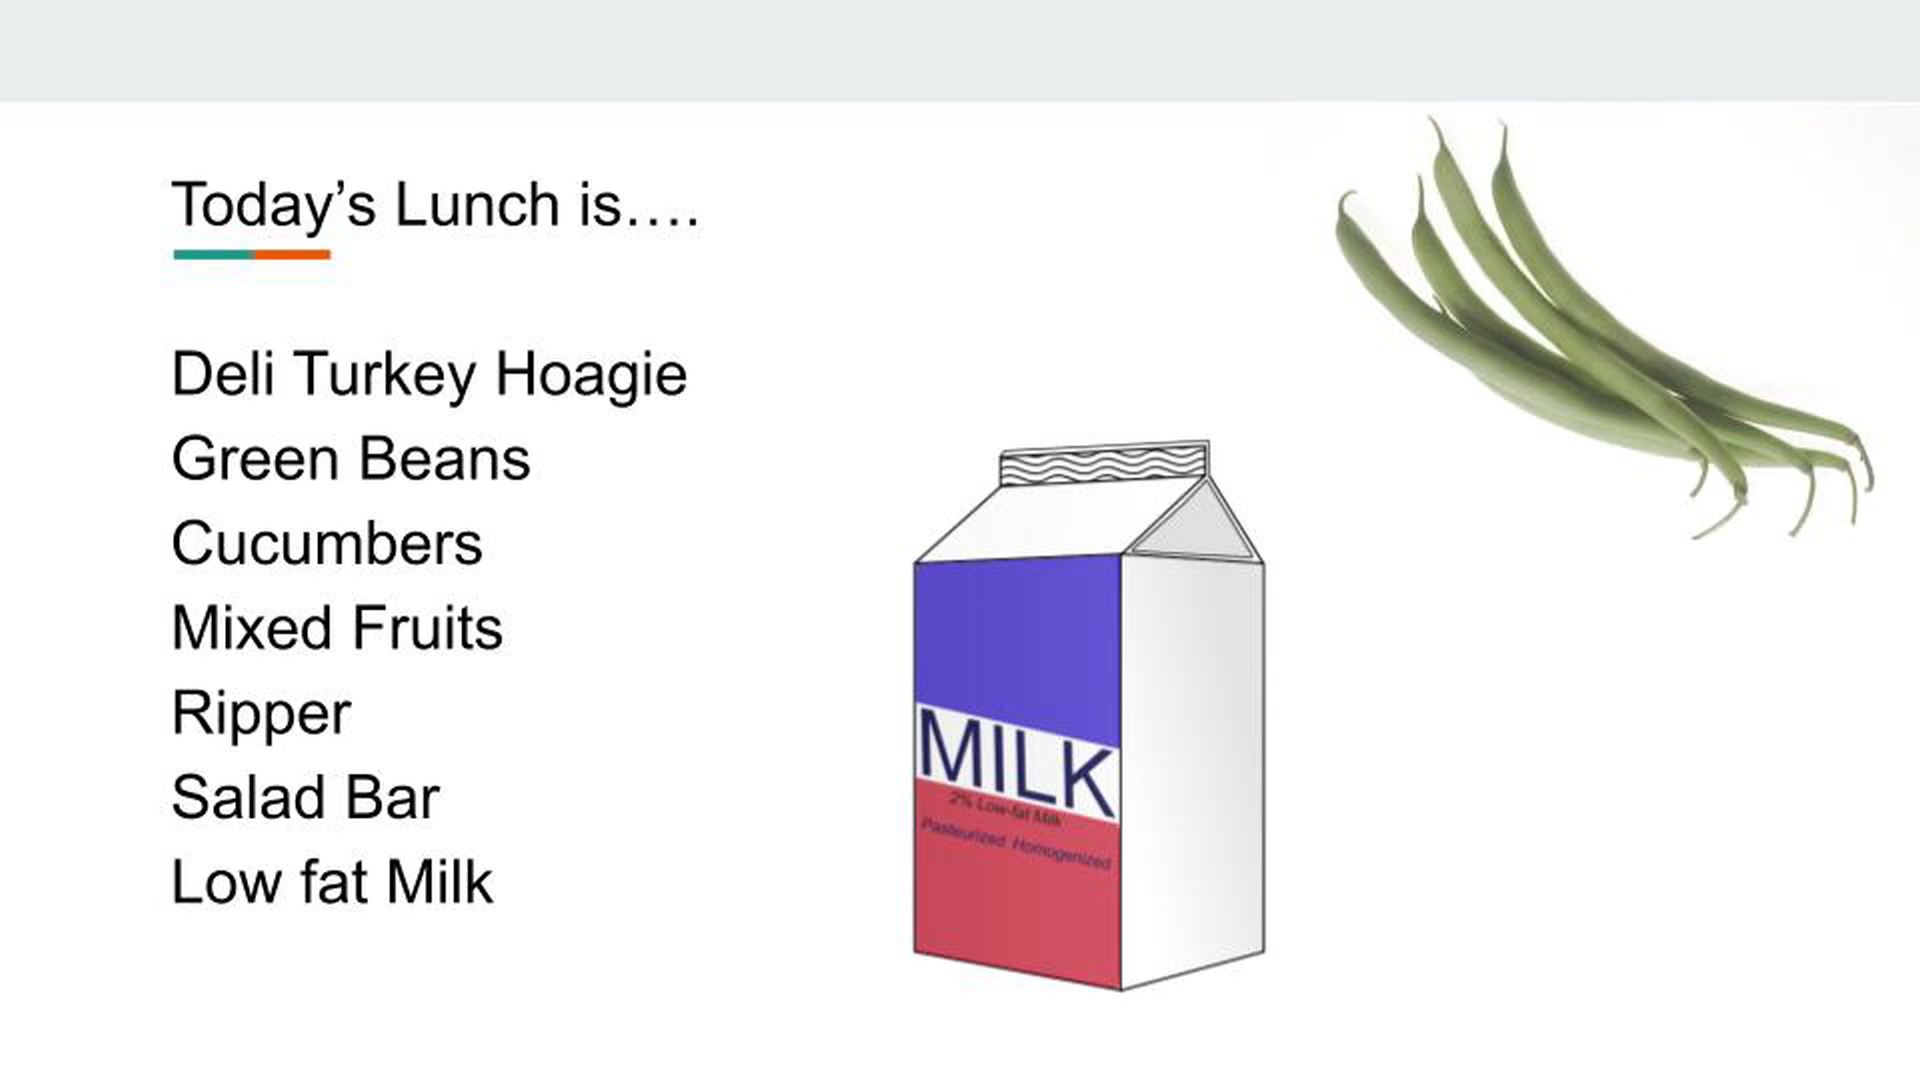 Today’s Lunch is….
Deli Turkey Hoagie
Green Beans
Cucumbers
Mixed Fruits
Ripper
Salad Bar
Low fat Milk
MILK
2% Low-fat Milk
Pasteurized Homogenized